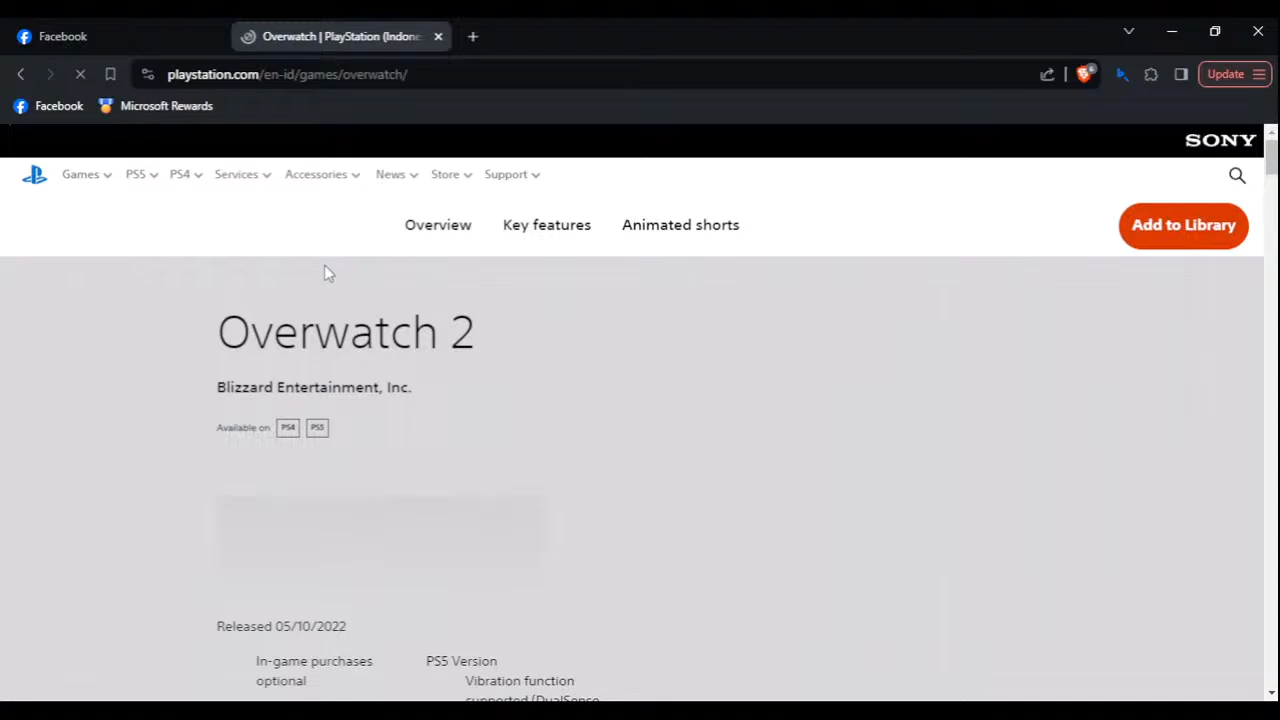 Facebook
Overwatch | PlayStation (Indone
playstation.com/en-id/games/overwatch/
Update
Facebook
Microsoft Rewards
SONY
Games
PS5
PS4
Services
Accessories
News
Store
Support
Overview
Key features
Animated shorts
Add to Library
Overwatch 2
Blizzard Entertainment, Inc.
Available on PS4 PS5
Released 05/10/2022
In-game purchases optional
PS5 Version
Vibration function
supported (DualSense